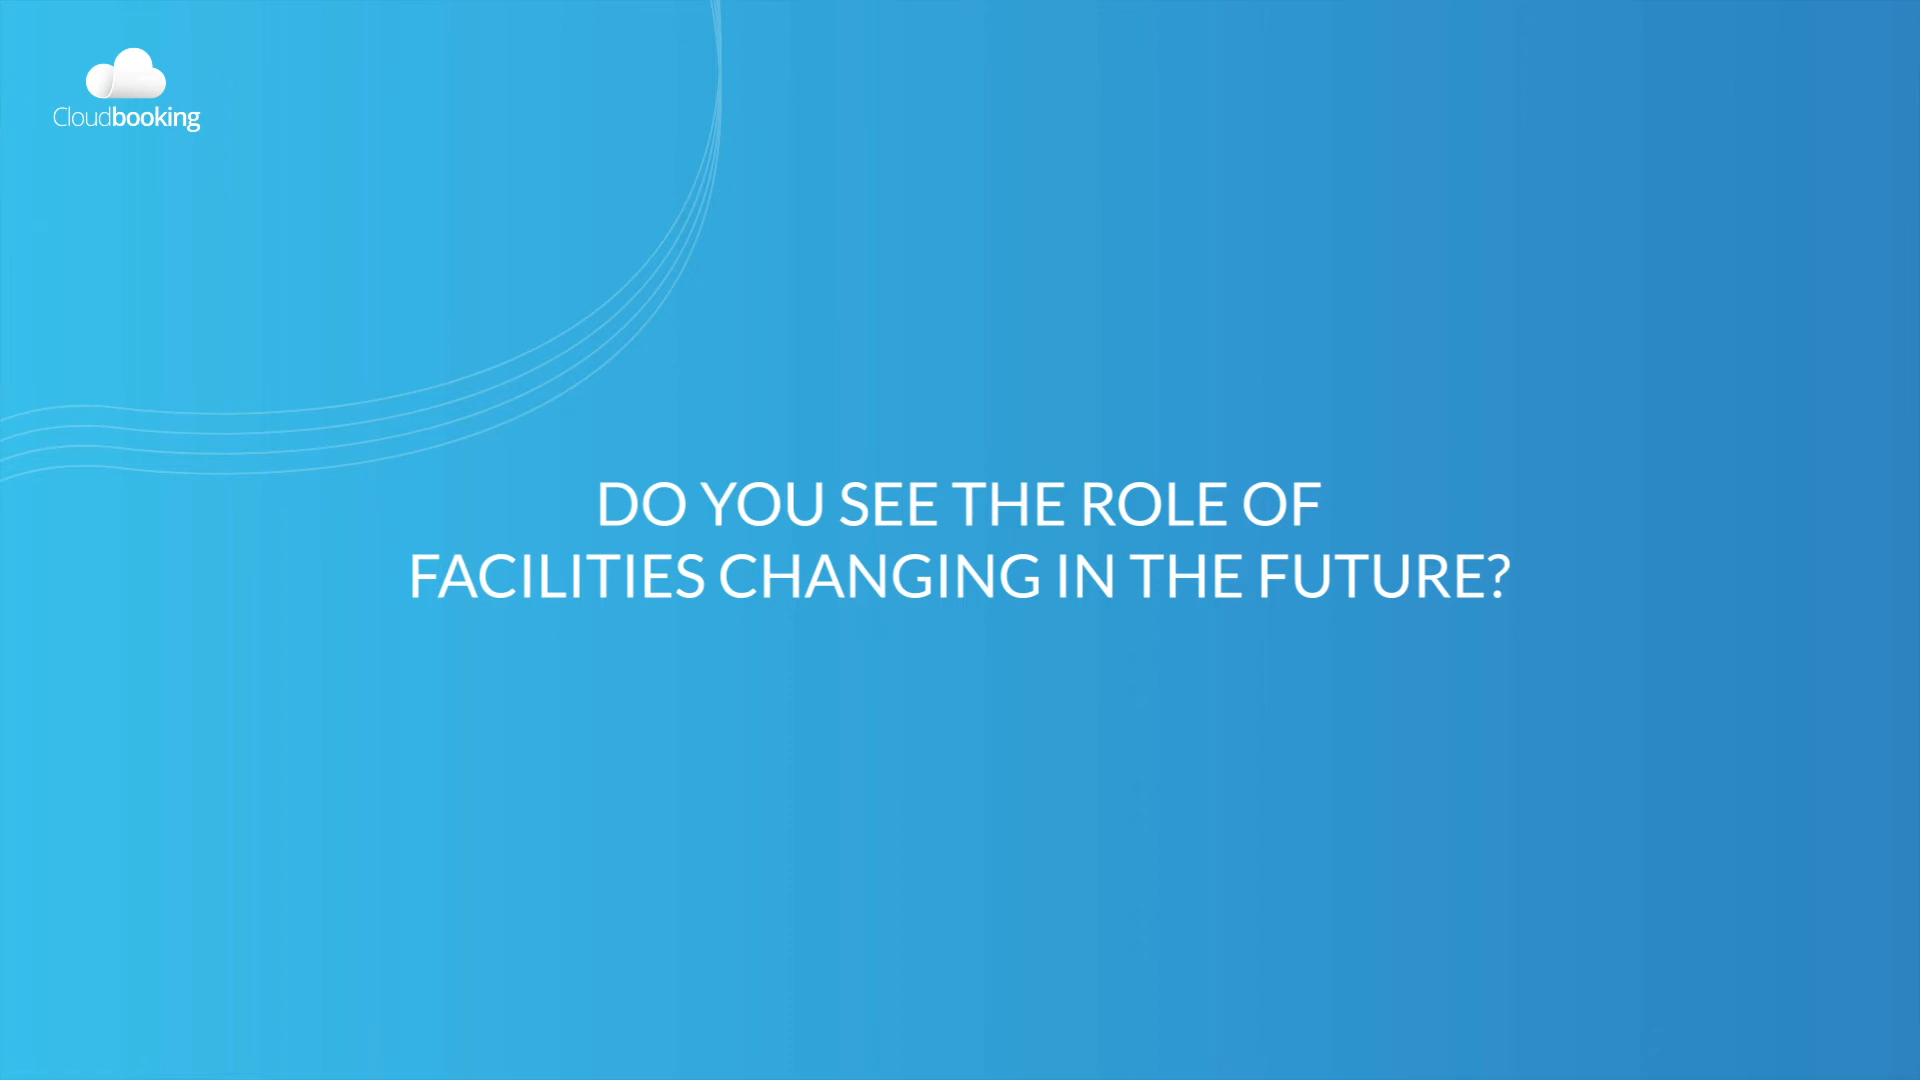 Cloudbooking
DO YOU SEE THE ROLE OF
FACILITIES CHANGING IN THE FUTURE?